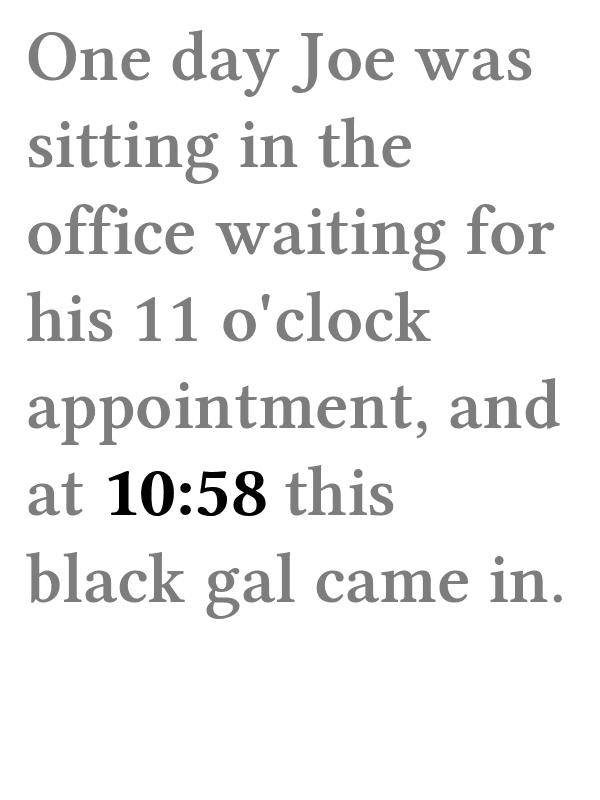 One day Joe was
sitting in the
office waiting for
his 11 o'clock
appointment, and
at 10:58 this
black gal came in.